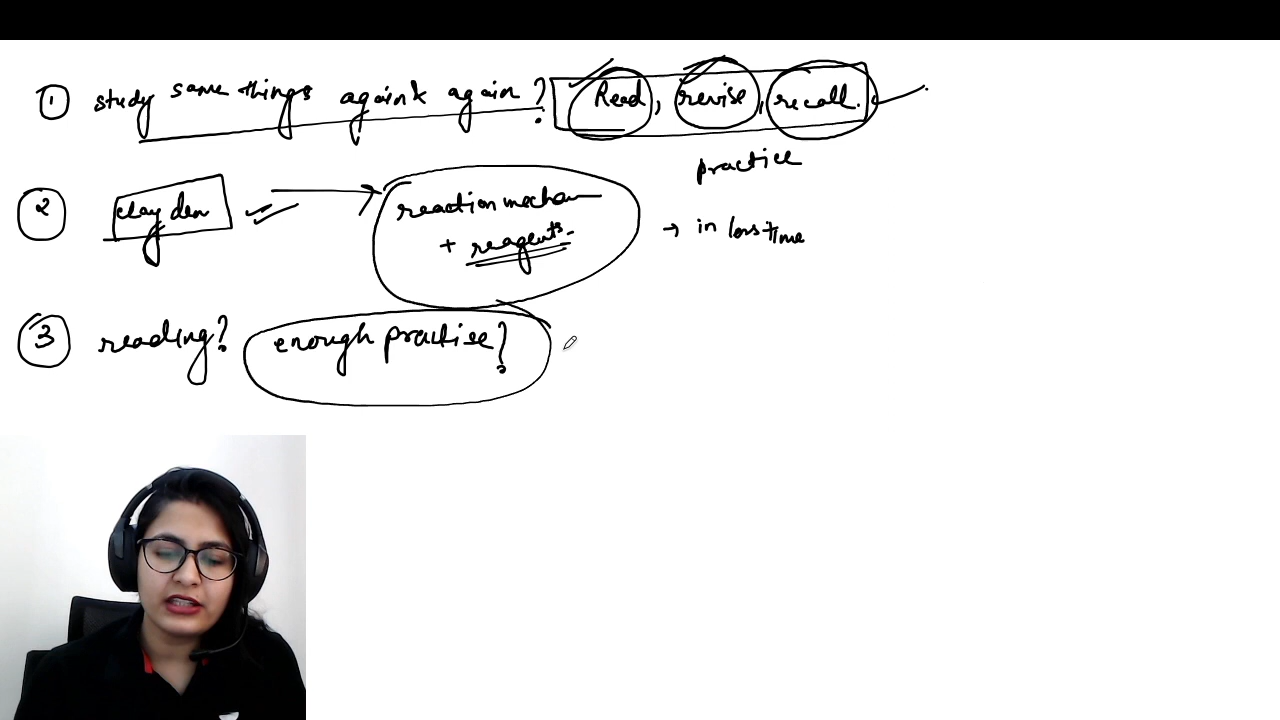 ① study same things again & again? Read, revise, recall.
practice
② clayden → reaction mechan
+ reagents. → in less time
③ reading? enough practise?